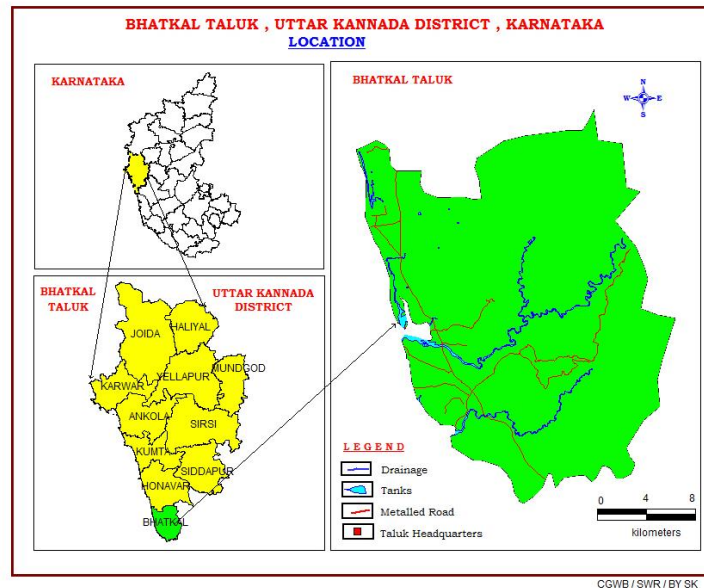 BHATKAL TALUK , UTTAR KANNADA DISTRICT , KARNATAKA
LOCATION
KARNATAKA
BHATKAL
TALUK
UTTAR KANNADA
DISTRICT
JOIDA
HALIYAL
MUNDGOD
YELLAPUR
KARWAR
ANKOLA
SIRSI
KUMTA
SIDDAPUR
HONAVAR
BHATKAL
BHATKAL TALUK
N
W E
S
LEGEND
Drainage
Tanks
Metalled Road
Taluk Headquarters
0 4 8
kilometers
CGWB / SWR / BY SK